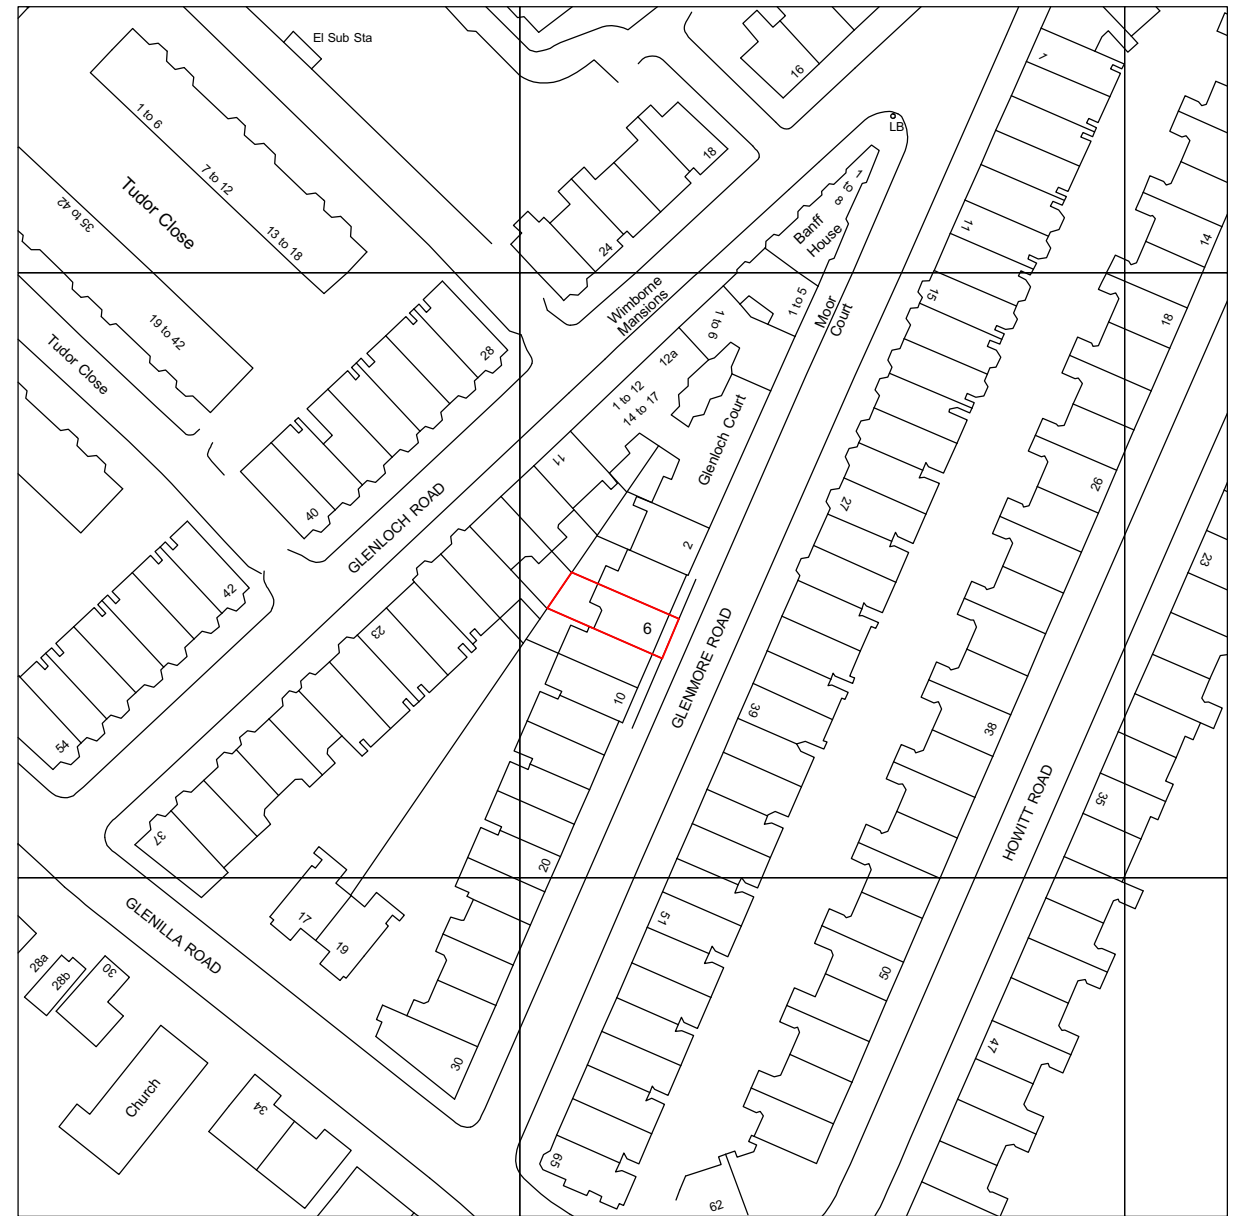 El Sub Sta
16
7
1 to 6
LB
18
7 to 12
Tudor Close
35 to 42
13 to 18
24
1 to 8
Banff
House
11
14
Wimborne
Mansions
1 to 5
Moor
Court
15
18
19 to 42
Tudor Close
28
1 to 6
12a
1 to 12
14 to 17
Glenloch Court
11
26
27
40
GLENLOCH ROAD
2
23
42
23
6
GLENMORE ROAD
10
39
38
54
HOWITT ROAD
35
37
20
GLENILLA ROAD
17
19
51
28a
28b
30
50
47
30
Church
34
65
62